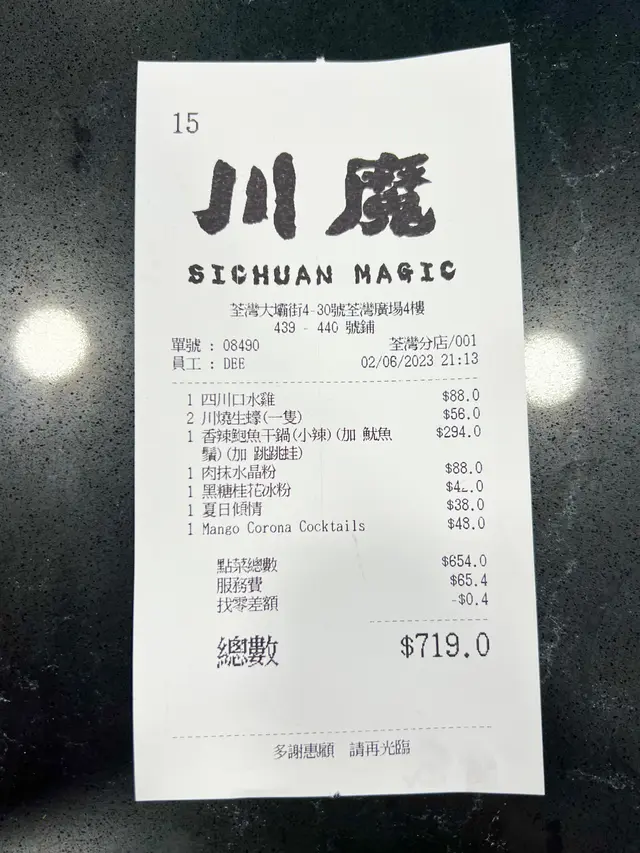 15
川魔
SICHUAN MAGIC
荃灣大壩街4-30號荃灣廣場4樓
439 - 440 號鋪
單號 : 08490 荃灣分店/001
員工 : DEE 02/06/2023 21:13
1 四川口水雞 $88.0
2 川燒生蠔(一隻) $56.0
1 香辣鮑魚干鍋(小辣)(加 魷魚 $294.0
鬚)(加 跳跳蛙)
1 肉抹水晶粉 $88.0
1 黑糖桂花冰粉
1 夏日傾情 $38.0
1 Mango Corona Cocktails $48.0
點菜總數 $654.0
服務費 $65.4
找零差額 -$0.4
總數 $719.0
多謝惠顧 請再光臨